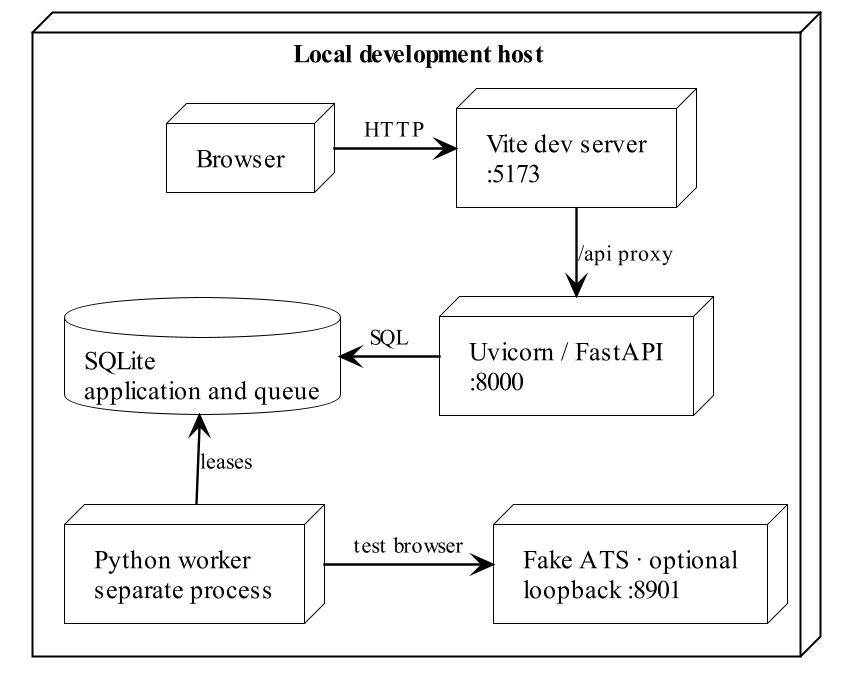 Local development host
Browser
HTTP
Vite dev server
:5173
/api proxy
SQLite
application and queue
SQL
Uvicorn / FastAPI
:8000
leases
Python worker
separate process
test browser
Fake ATS · optional
loopback :8901